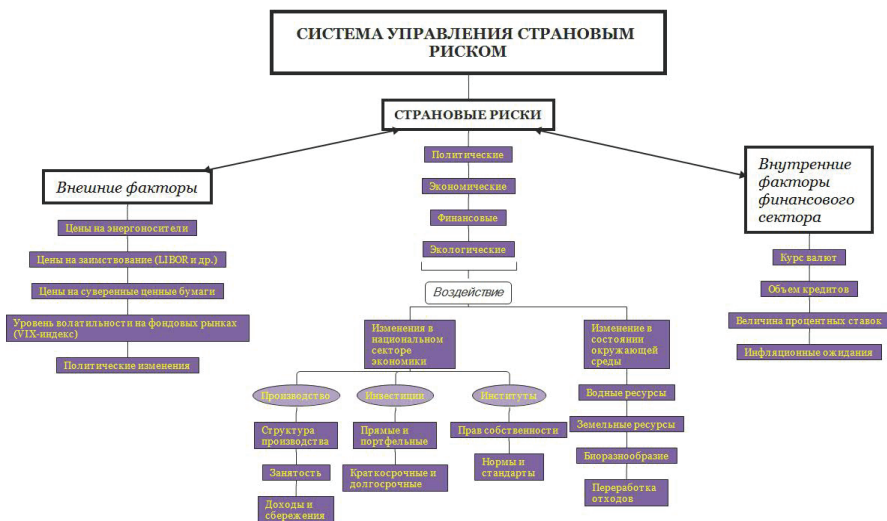 СИСТЕМА УПРАВЛЕНИЯ СТРАНОВЫМ
РИСКОМ
СТРАНОВЫЕ РИСКИ
Политические
Экономические
Финансовые
Экологические
Воздействие
Внешние факторы
Цены на энергоносители
Цены на заимствование (LIBOR и др.)
Цены на суверенные ценные бумаги
Уровень волатильности на фондовых рынках
(VIX-индекс)
Политические изменения
Внутренние
факторы
финансового
сектора
Курс валют
Объем кредитов
Величина процентных ставок
Инфляционные ожидания
Изменения в
национальном
секторе
экономики
Производство
Структура
производства
Занятость
Доходы и
сбережения
Инвестиции
Прямые и
портфельные
Краткосрочные и
долгосрочные
Институты
Прав собственности
Нормы и
стандарты
Изменение в
состоянии
окружающей
среды
Водные ресурсы
Земельные ресурсы
Биоразнообразие
Переработка
отходов